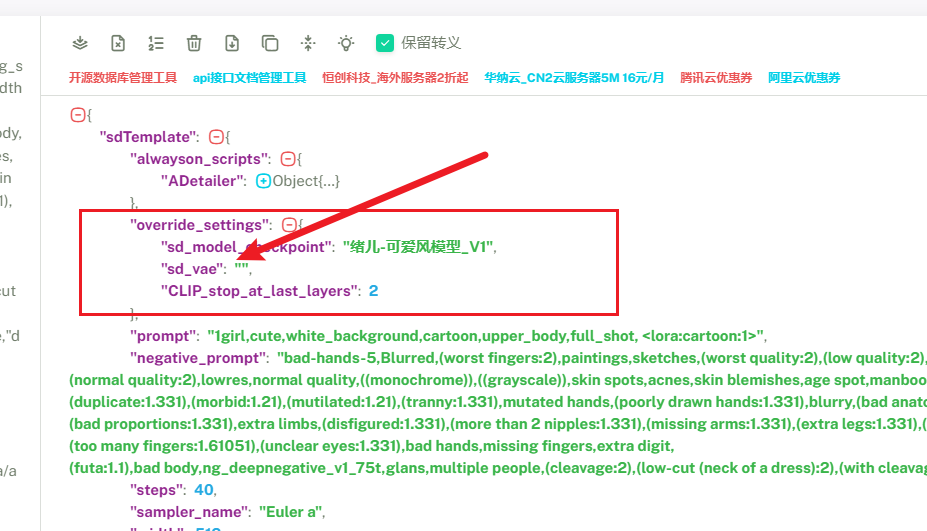 保留转义
开源数据库管理工具 api接口文档管理工具 恒创科技_海外服务器2折起 华纳云_CN2云服务器5M 16元/月 腾讯云优惠券 阿里云优惠券
g_s
dth
{
"sdTemplate": {
ody,
es,
"alwayson_scripts": {
in
"ADetailer": Object{...}
1),
},
"override_settings": {
"sd_model_checkpoint": "绪儿-可爱风模型_V1",
"sd_vae": "",
cut
"CLIP_stop_at_last_layers": 2
},
e,"d
"prompt": "1girl,cute,white_background,cartoon,upper_body,full_shot, <lora:cartoon:1>",
"negative_prompt": "bad-hands-5,Blurred,(worst fingers:2),paintings,sketches,(worst quality:2),(low quality:2),
(normal quality:2),lowres,normal quality,((monochrome)),((grayscale)),skin spots,acnes,skin blemishes,age spot,manboo
(duplicate:1.331),(morbid:1.21),(mutilated:1.21),(tranny:1.331),mutated hands,(poorly drawn hands:1.331),blurry,(bad anato
(bad proportions:1.331),extra limbs,(disfigured:1.331),(more than 2 nipples:1.331),(missing arms:1.331),(extra legs:1.331),(
(too many fingers:1.61051),(unclear eyes:1.331),bad hands,missing fingers,extra digit,
(futa:1.1),bad body,ng_deepnegative_v1_75t,glans,multiple people,(cleavage:2),(low-cut (neck of a dress):2),(with cleavag
a/a
"steps": 40,
"sampler_name": "Euler a",